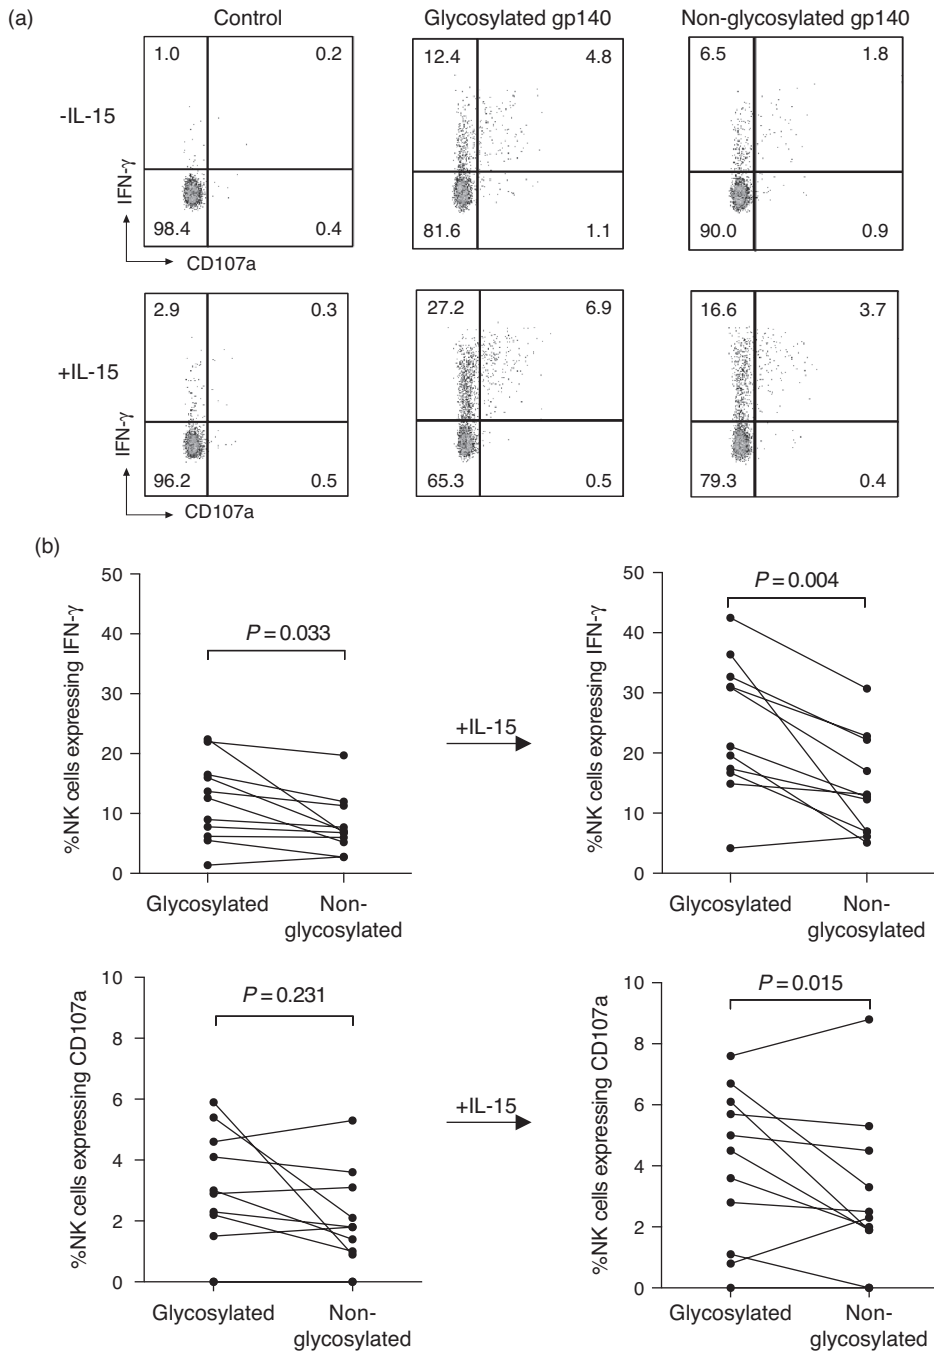 (a)
Control
Glycosylated gp140
Non-glycosylated gp140
-IL-15
1.0
0.2
98.4
0.4
12.4
4.8
81.6
1.1
6.5
1.8
90.0
0.9
IFN-γ
CD107a
+IL-15
2.9
0.3
96.2
0.5
27.2
6.9
65.3
0.5
16.6
3.7
79.3
0.4
IFN-γ
CD107a
(b)
%NK cells expressing IFN-γ
50
40
30
20
10
0
P = 0.033
Glycosylated
Non-
glycosylated
+IL-15
%NK cells expressing IFN-γ
50
40
30
20
10
0
P = 0.004
Glycosylated
Non-
glycosylated
%NK cells expressing CD107a
10
8
6
4
2
0
P = 0.231
Glycosylated
Non-
glycosylated
+IL-15
%NK cells expressing CD107a
10
8
6
4
2
0
P = 0.015
Glycosylated
Non-
glycosylated